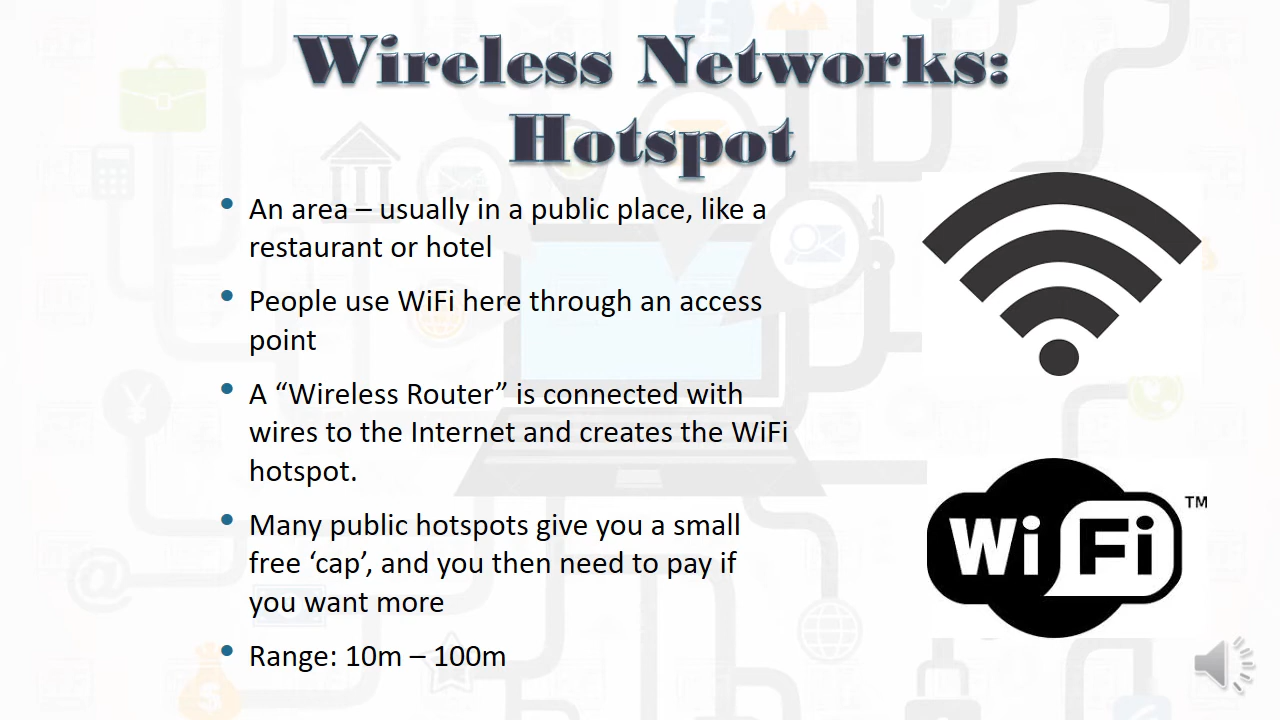 Wireless Networks:
Hotspot
• An area – usually in a public place, like a
restaurant or hotel
• People use WiFi here through an access
point
• A “Wireless Router” is connected with
wires to the Internet and creates the WiFi
hotspot.
• Many public hotspots give you a small
free ‘cap’, and you then need to pay if
you want more
• Range: 10m – 100m
Wi Fi ™